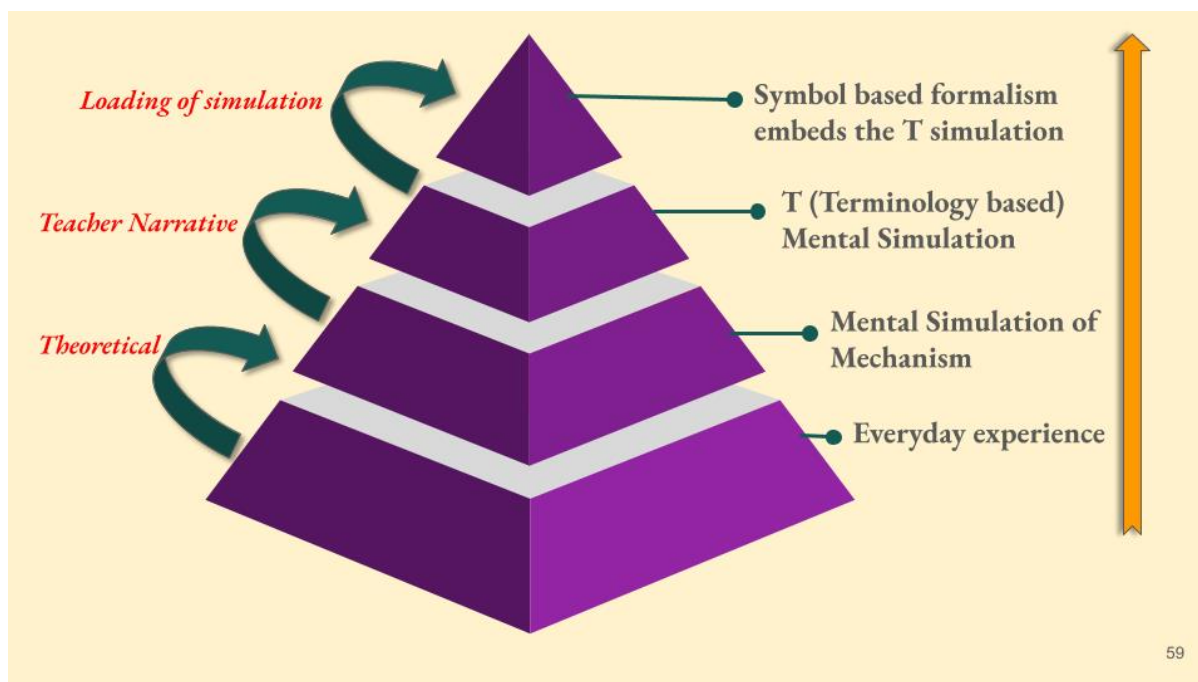 Loading of simulation
Symbol based formalism
embeds the T simulation
Teacher Narrative
T (Terminology based)
Mental Simulation
Theoretical
Mental Simulation of
Mechanism
Everyday experience
59